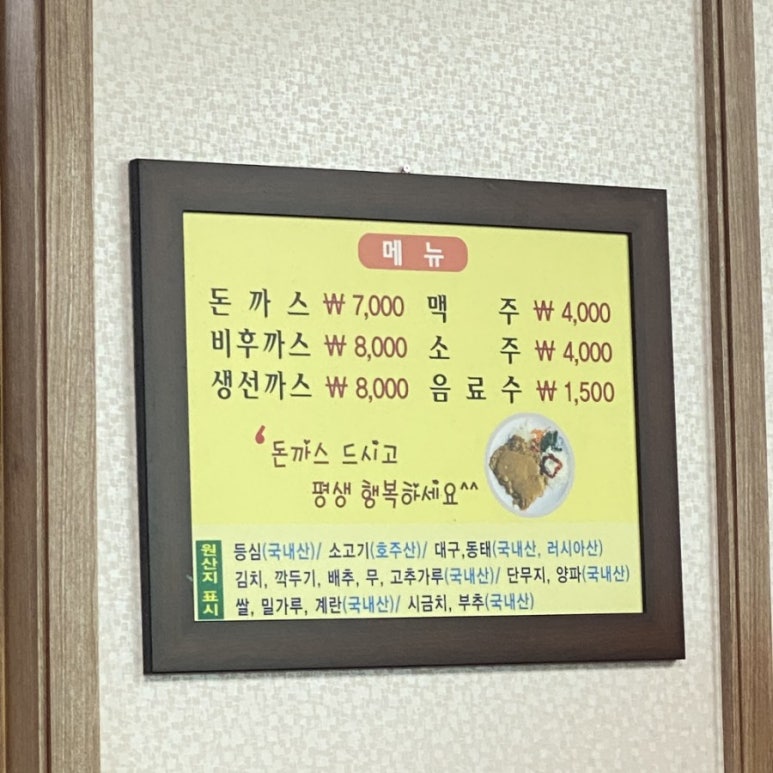 메뉴
돈까스 ₩ 7,000 맥주 ₩ 4,000
비후까스 ₩ 8,000 소주 ₩ 4,000
생선까스 ₩ 8,000 음료수 ₩ 1,500
돈까스 드시고
평생 행복하세요^^
원산지 표시
등심(국내산)/ 소고기(호주산)/ 대구,동태(국내산, 러시아산)
김치, 깍두기, 배추, 무, 고추가루(국내산)/ 단무지, 양파(국내산)
쌀, 밀가루, 계란(국내산)/ 시금치, 부추(국내산)